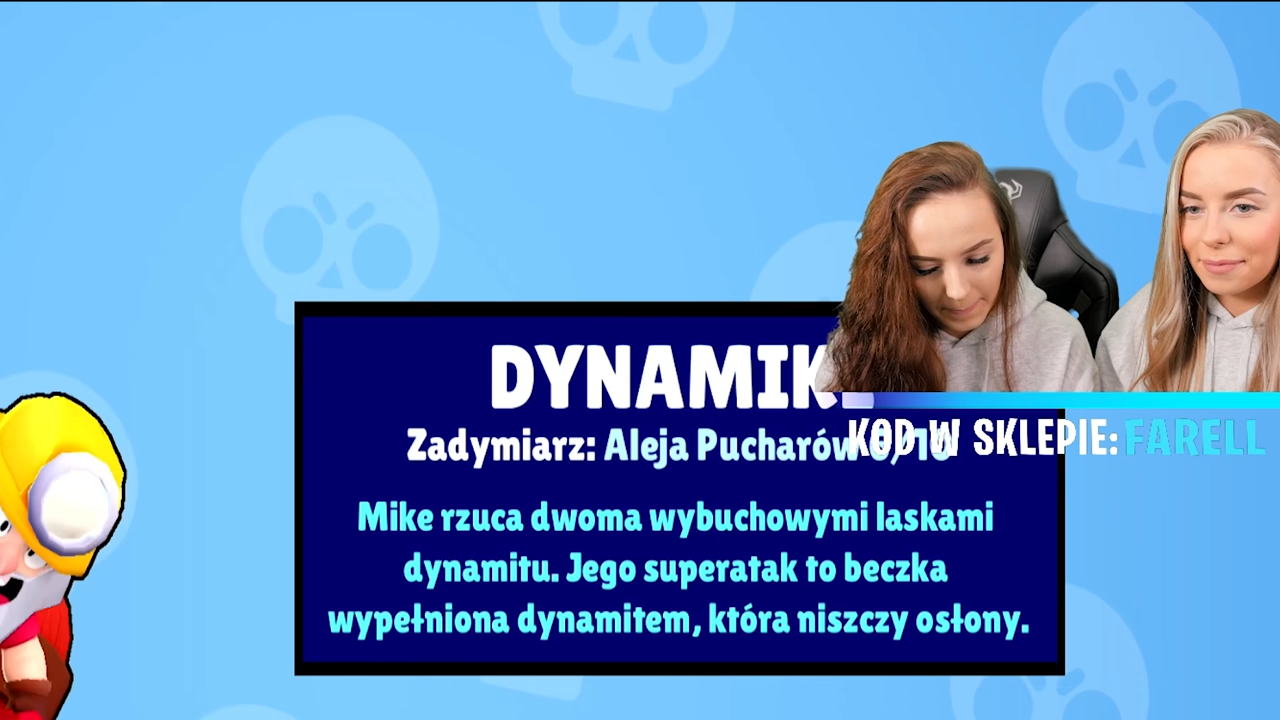 DYNAMIKE
Zadymiarz: Aleja Pucharów
KOD W SKLEPIE: FARELL
Mike rzuca dwoma wybuchowymi laskami
dynamitu. Jego superatak to beczka
wypełniona dynamitem, która niszczy osłony.